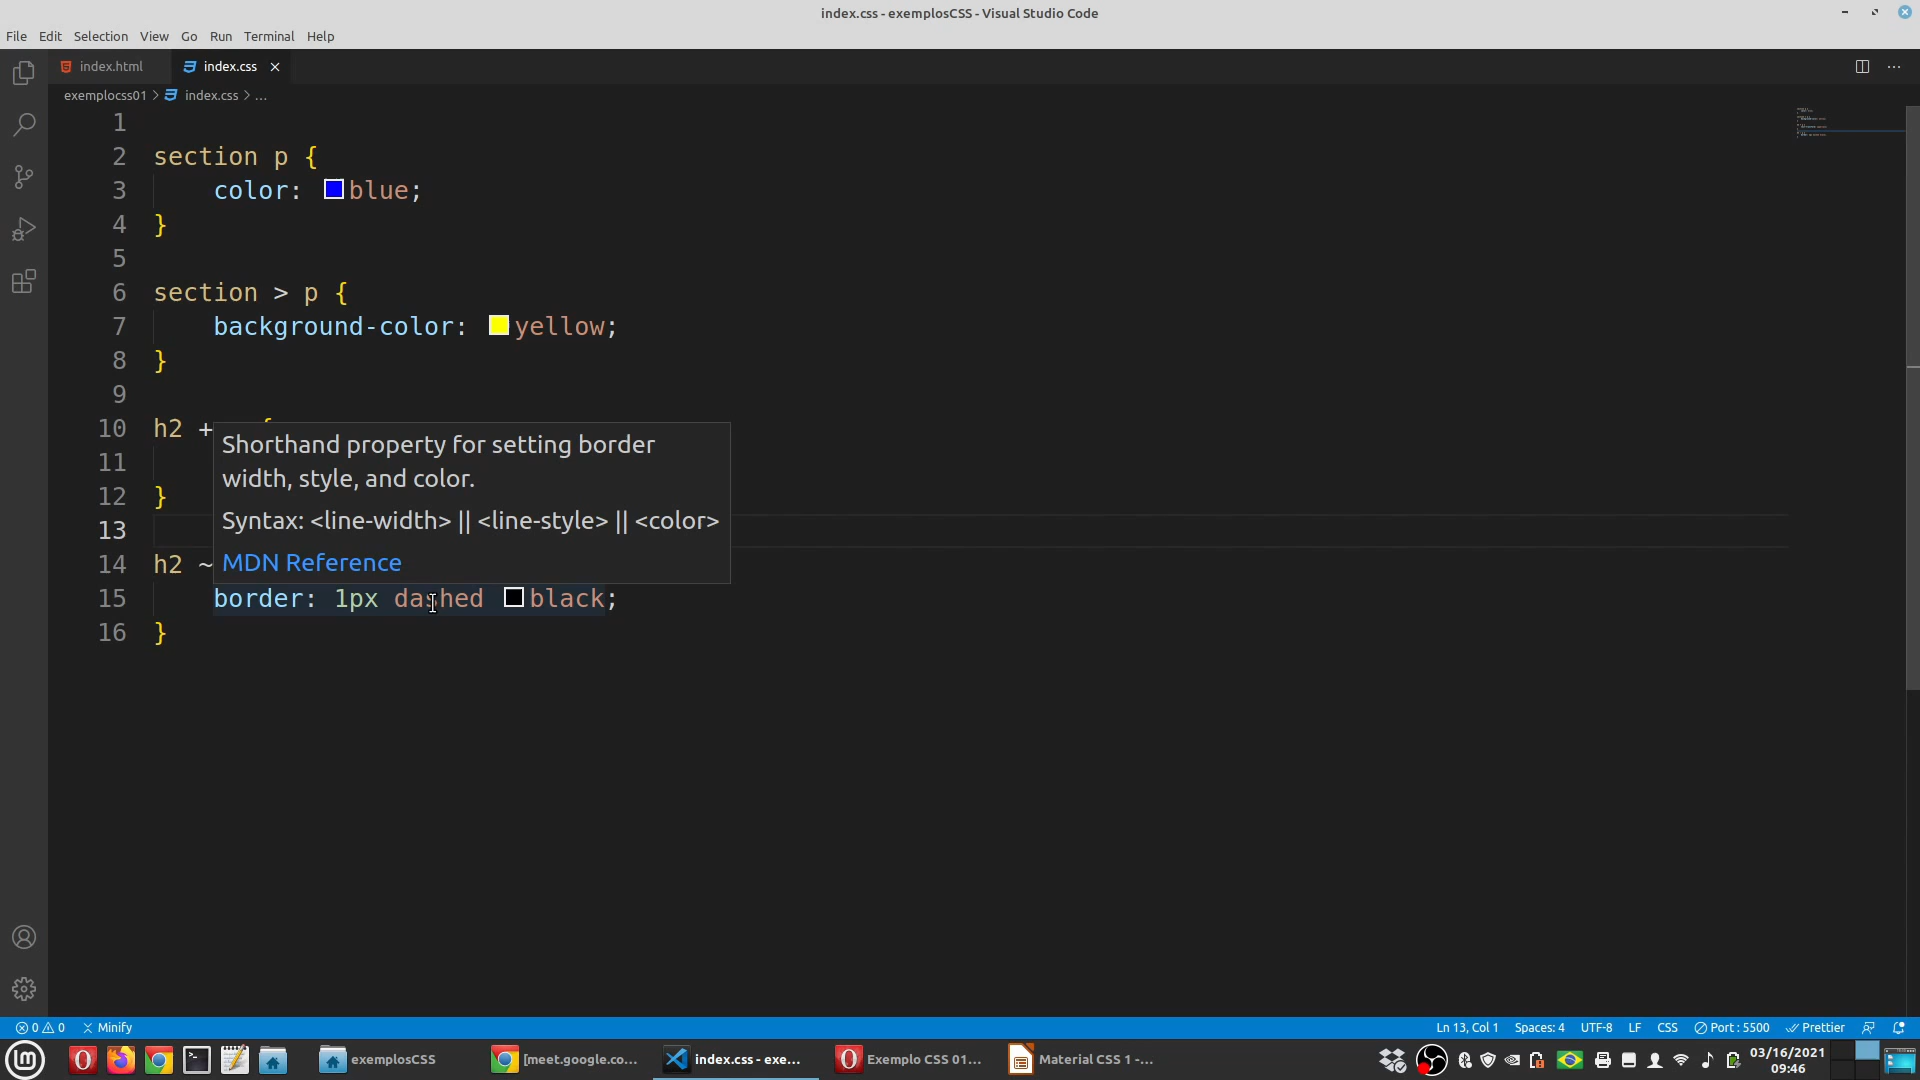 index.css - exemplosCSS - Visual Studio Code
File Edit Selection View Go Run Terminal Help
index.html index.css
exemplocss01 > index.css > ...
1
2 section p {
3 color: blue;
4 }
5
6 section > p {
7 background-color: yellow;
8 }
9
10 h2 +
11
12 }
13
14 h2 ~
Shorthand property for setting border
width, style, and color.
Syntax: <line-width> || <line-style> || <color>
MDN Reference
15 border: 1px dashed black;
16 }
0 0 Minify Ln 13, Col 1 Spaces: 4 UTF-8 LF CSS Port : 5500 Prettier
exemplosCSS [meet.google.co... index.css - exe... Exemplo CSS 01... Material CSS 1 -... 03/16/2021
09:46